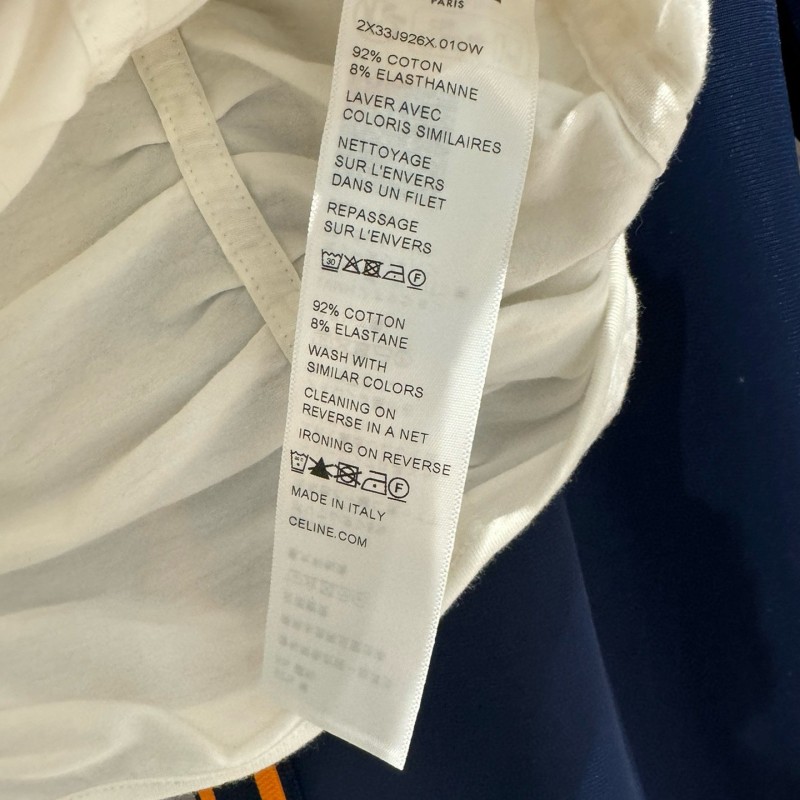 PARIS
2X33J926X.01OW
92% COTON
8% ELASTHANNE
LAVER AVEC
COLORIS SIMILAIRES
NETTOYAGE
SUR L'ENVERS
DANS UN FILET
REPASSAGE
SUR L'ENVERS
30 F
92% COTTON
8% ELASTANE
WASH WITH
SIMILAR COLORS
CLEANING ON
REVERSE IN A NET
IRONING ON REVERSE
F
MADE IN ITALY
CELINE.COM